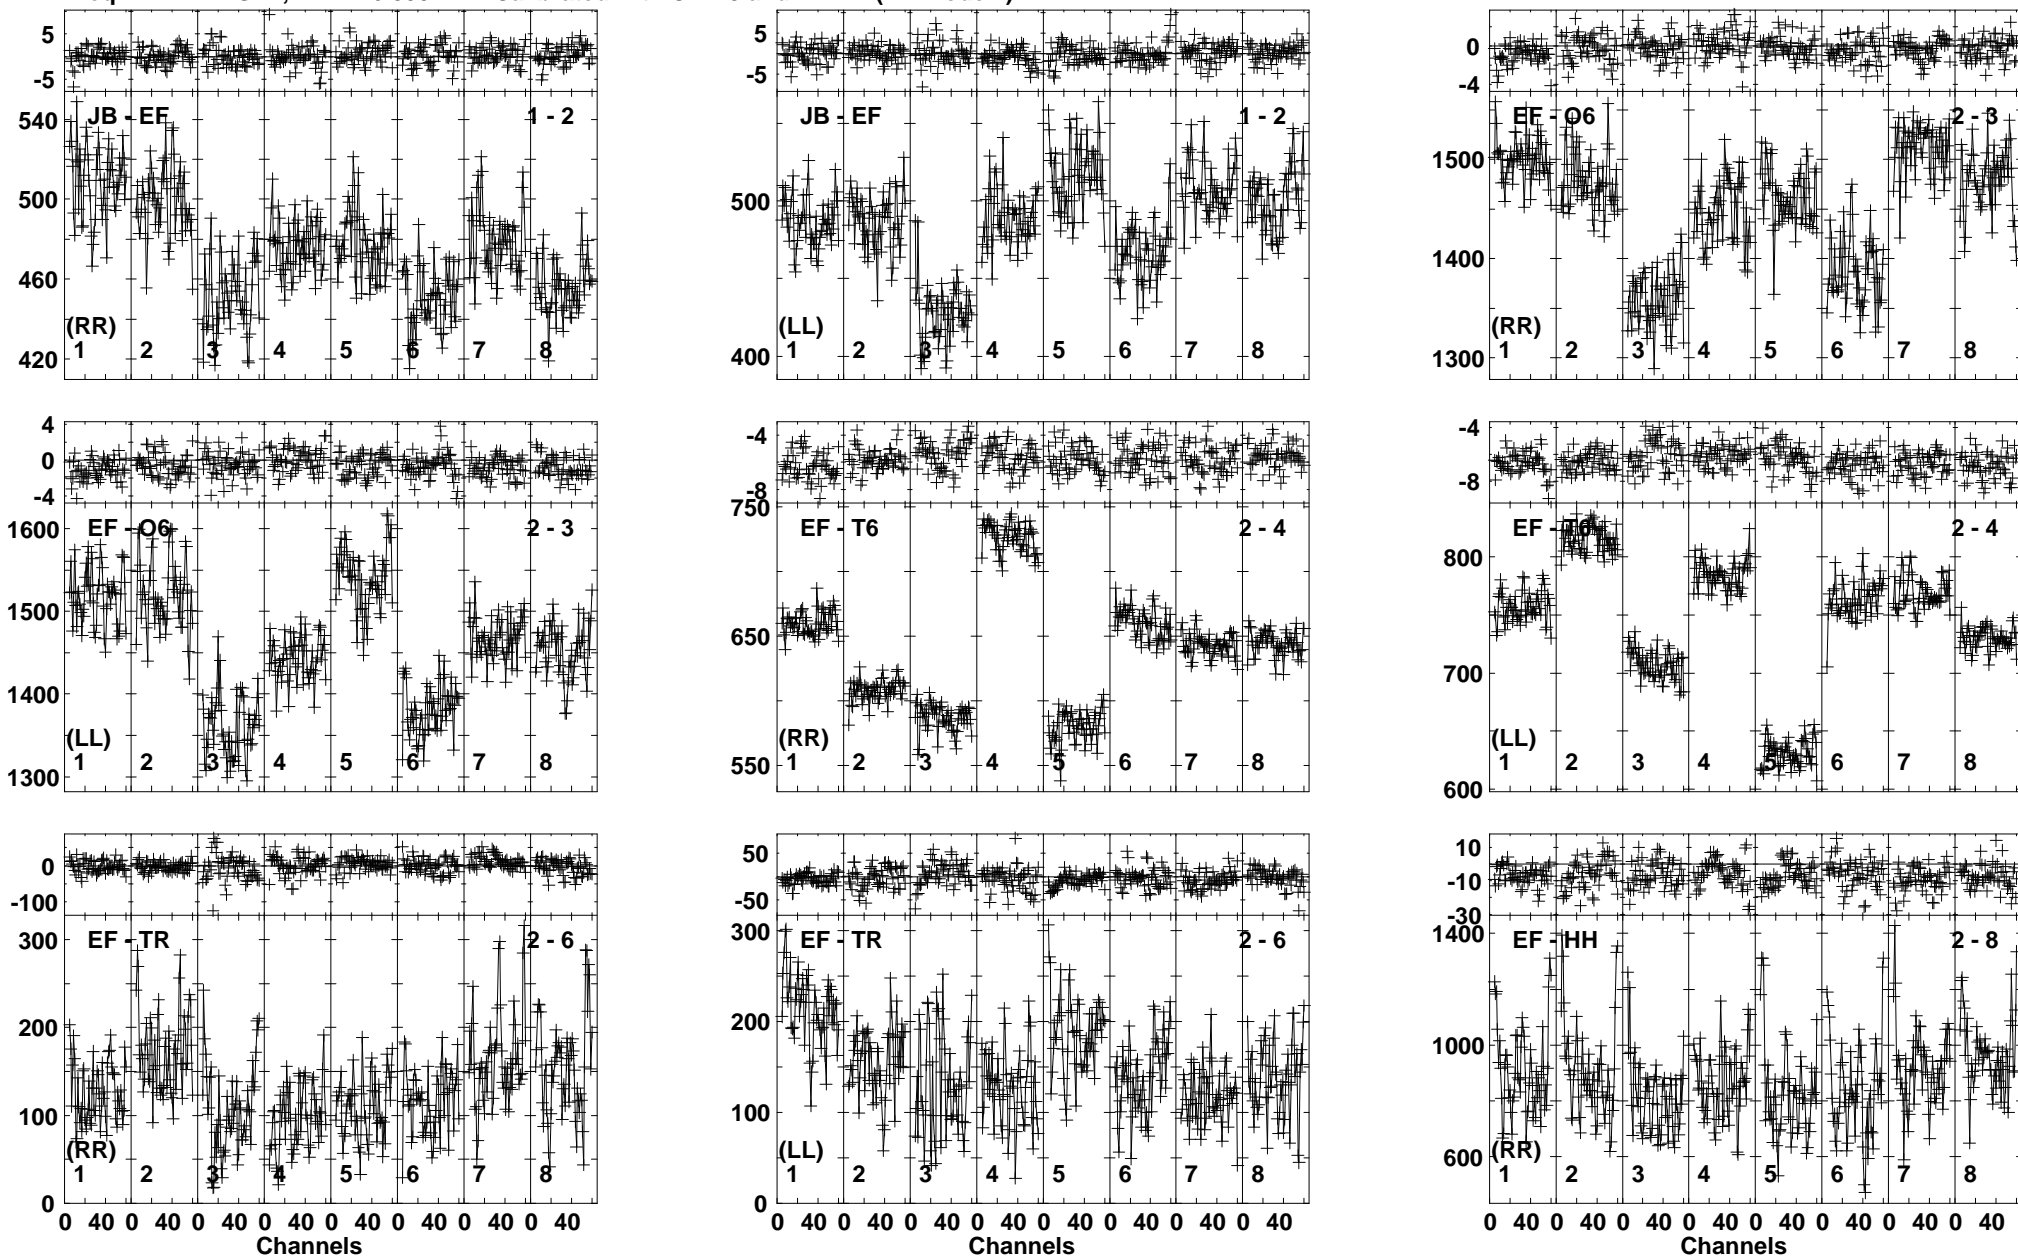 5 5 0
-5 -5 -4
JB - EF 1 - 2 JB - EF 1 - 2 EF - O6 2 - 3
540 500 460 420
500 400
1500 1400 1300
(RR) (RR)
1 2 3 4 5 6 7 8 3 4 5 6 7 8 1 2 3 4 5 6 7 8
4 0 -4 -4 -8 -4 -8
EF - O6 2 - 3 EF - T6 2 - 4 EF - T6 2 - 4
1600 1500 1400 1300
750 650 550
800 700 600
(LL) (RR) (LL)
1 2 3 4 5 6 7 8 1 2 3 4 5 6 7 8 1 2 3 4 5 6 7 8
0 -100 50 -50 10 -10 -30
EF - TR 2 - 6 EF - TR 2 - 6 EF - HH 2 - 8
300 200 100 0
300 200 100 0
1400 1000 600
(RR) (LL) (RR)
1 2 3 4 5 6 7 8 1 2 3 4 5 6 7 8 1 2 3 4 5 6 7 8
0 40 0 40 0 40 0 40 0 40 0 40 0 40 0 40 0 40 0 40 0 40 0 40 0 40 0 40 0 40 0 40 0 40 0 40 0 40 0 40 0 40 0 40 0 40 0 40
Channels Channels